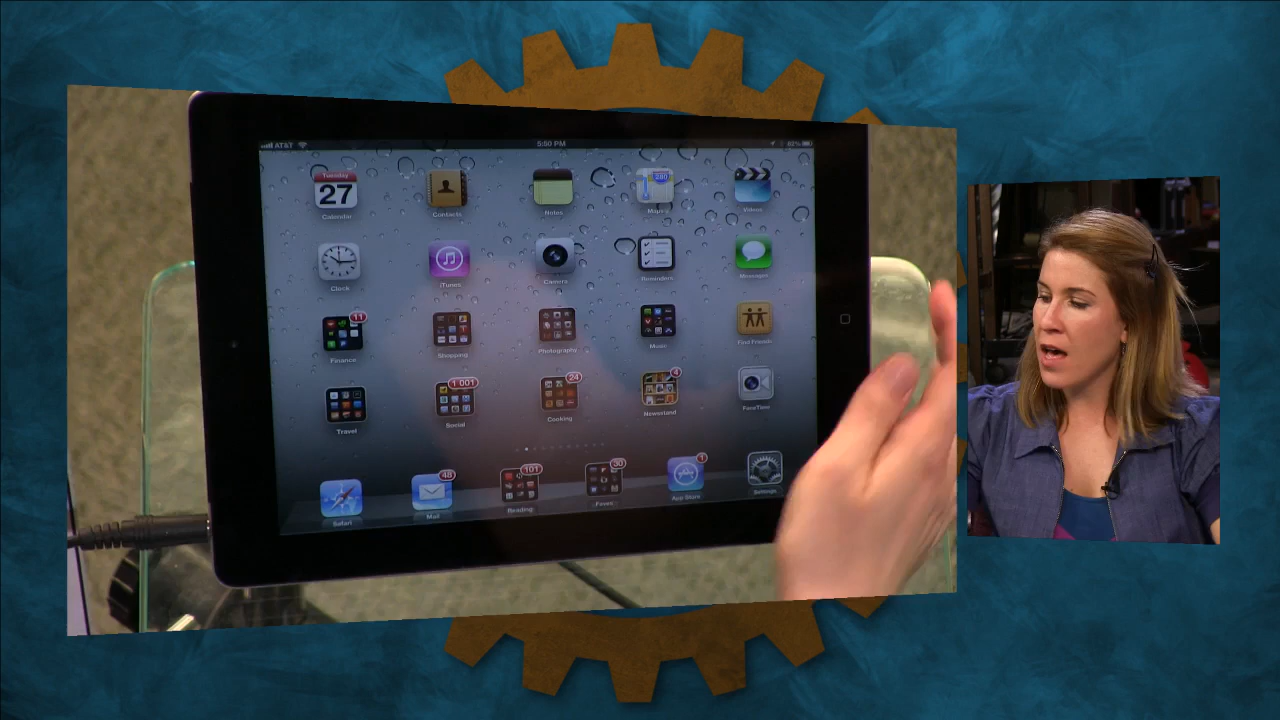 AT&T 5:50 PM 82%
Tuesday
27
280
Calendar Contacts Notes Maps Videos
Clock iTunes Camera Reminders Messages
11
Finance Shopping Photography Music Find Friends
1 001 24 4
Travel Social Cooking Newsstand FaceTime
48 101 30 1
Safari Mail Reading Faves App Store Settings